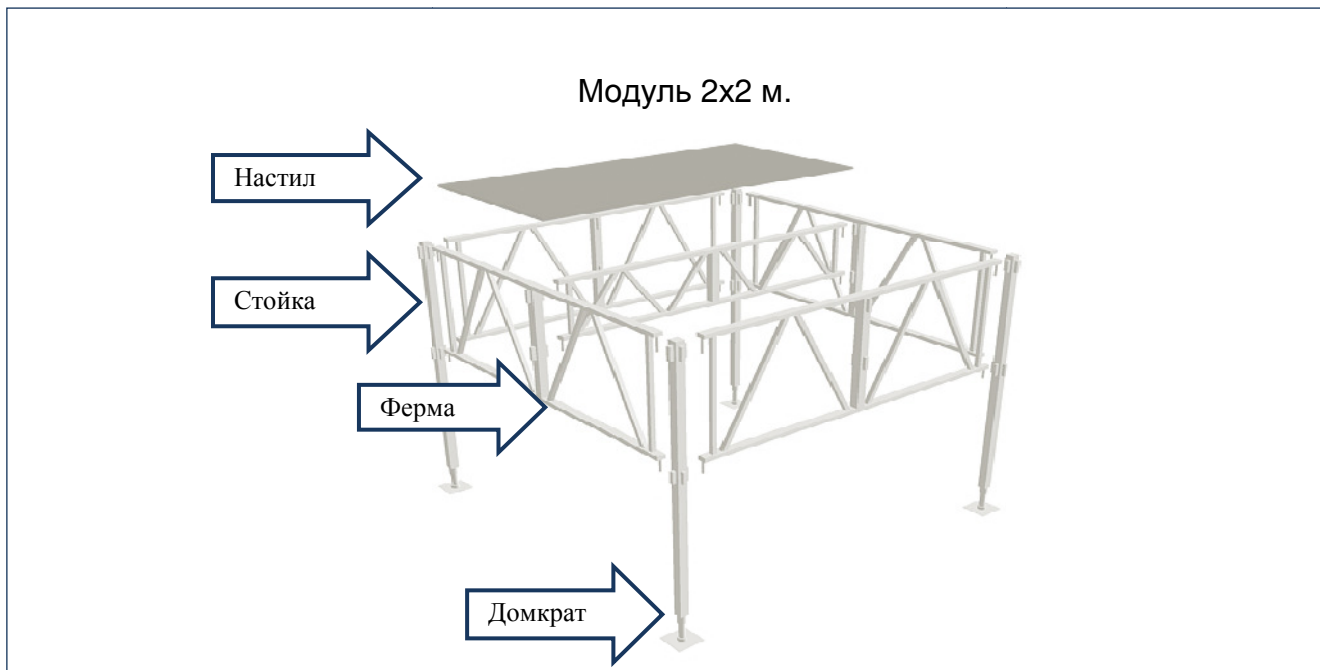 Модуль 2х2 м.
Настил
Стойка
Ферма
Домкрат